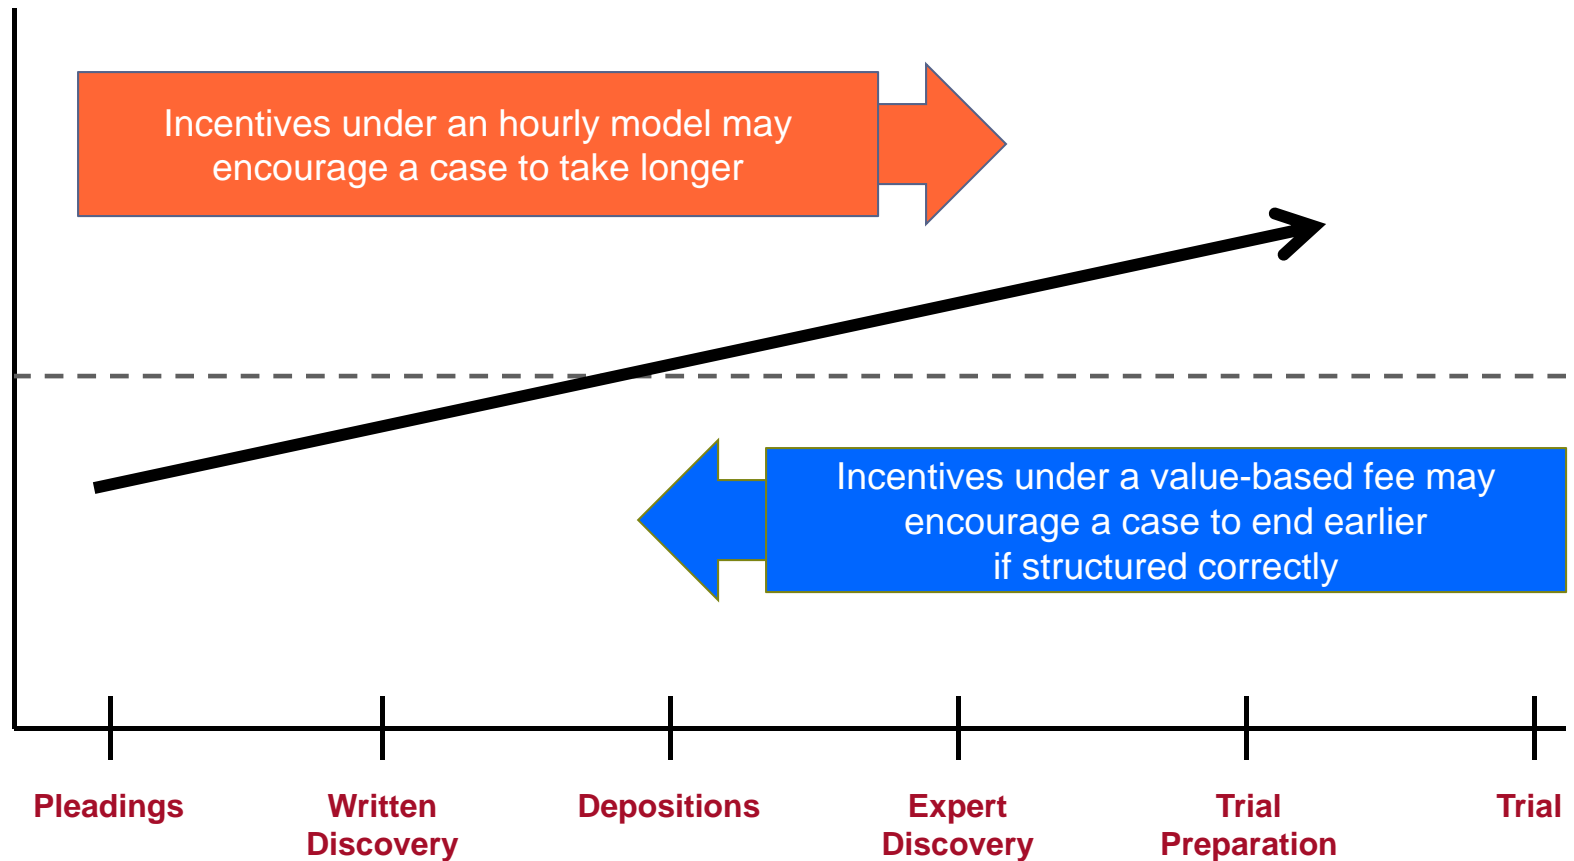 Incentives under an hourly model may
encourage a case to take longer
Incentives under a value-based fee may
encourage a case to end earlier
if structured correctly
Pleadings
Written
Discovery
Depositions
Expert
Discovery
Trial
Preparation
Trial